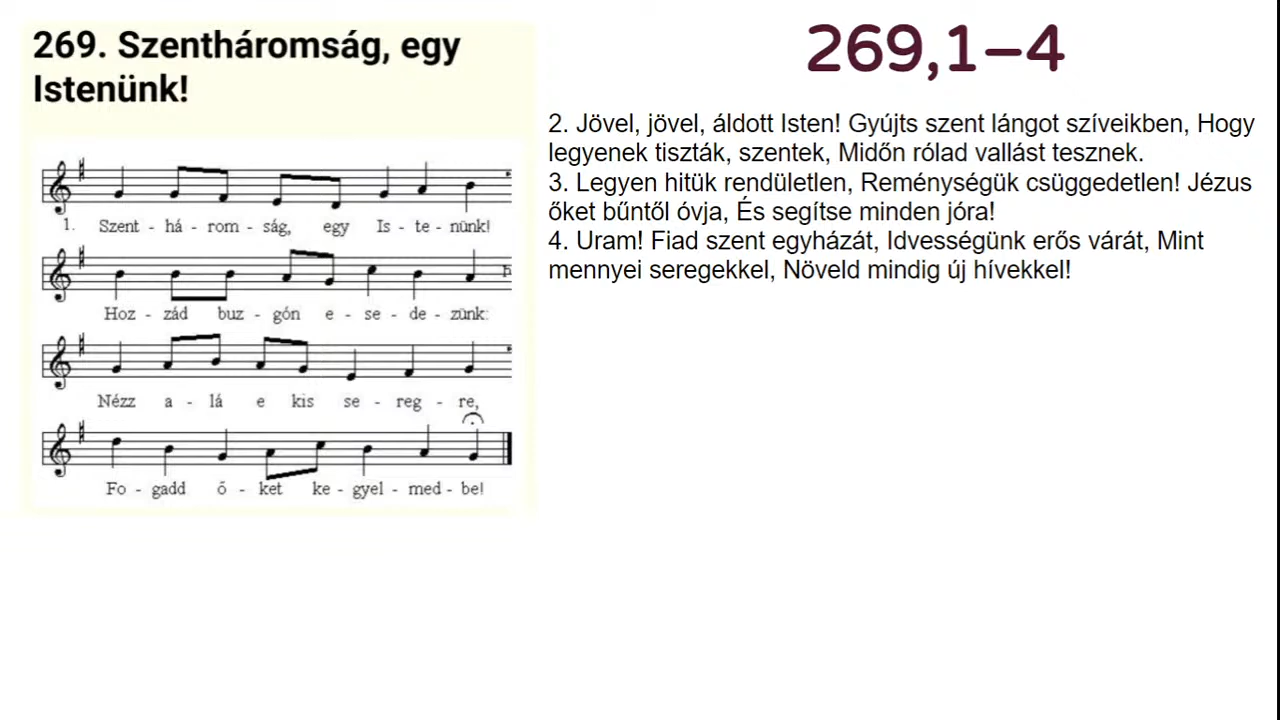 269. Szentháromság, egy
Istenünk!
1. Szent - há - rom - ság, egy Is - te - nünk!
Hoz - zád buz - gón e - se - de - zünk:
Nézz a - lá e kis se - reg - re,
Fo - gadd ő - ket ke - gyel - med - be!
269,1–4
2. Jövel, jövel, áldott Isten! Gyújts szent lángot szíveikben, Hogy
legyenek tiszták, szentek, Midőn rólad vallást tesznek.
3. Legyen hitük rendületlen, Reménységük csüggedetlen! Jézus
őket bűntől óvja, És segítse minden jóra!
4. Uram! Fiad szent egyházát, Idvességünk erős várát, Mint
mennyei seregekkel, Növeld mindig új hívekkel!